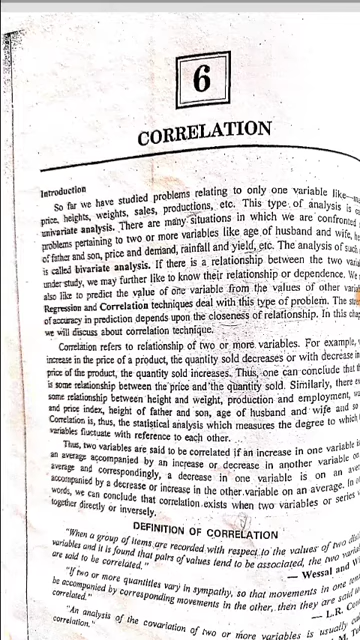 6
CORRELATION
Introduction
So far we have studied problems relating to only one variable like
price, heights, weights, sales, productions, etc. This type of analysis is
univariate analysis. There are many situations in which we are confronted
problems pertaining to two or more variables like age of husband and wife,
of father and son, price and demand, rainfall and yield, etc. The analysis of such
is called bivariate analysis. If there is a relationship between the two
under study, we may further like to know their relationship or dependence. We
also like to predict the value of one variable from the values of other
Regression and Correlation techniques deal with this type of problem. The
of accuracy in prediction depends upon the closeness of relationship. In this
we will discuss about correlation technique.
Correlation refers to relationship of two or more variables. For example,
increase in the price of a product, the quantity sold decreases or with decrease in
price of the product, the quantity sold increases. Thus, one can conclude that
is some relationship between the price and the quantity sold. Similarly, there
some relationship between height and weight, production and employment,
and price index, height of father and son, age of husband and wife and so
Correlation is, thus, the statistical analysis which measures the degree to which
variables fluctuate with reference to each other.
Thus, two variables are said to be correlated if an increase in one variable
an average accompanied by an increase or decrease in another variable
average and correspondingly, a decrease in one variable is on an
accompanied by a decrease or increase in the other variable on an average. In
words, we can conclude that correlation exists when two variables or series
together directly or inversely.
DEFINITION OF CORRELATION
"When a group of items are recorded with respect to the values of two
variables and it is found that pairs of values tend to be associated, the two
are said to be correlated."
— Wessal and
"If two or more quantities vary in sympathy, so that movements in one
be accompanied by corresponding movements in the other, then they are said
correlated."
— L.R.
"An analysis of the covariation of two or more variables is usually
correlation."